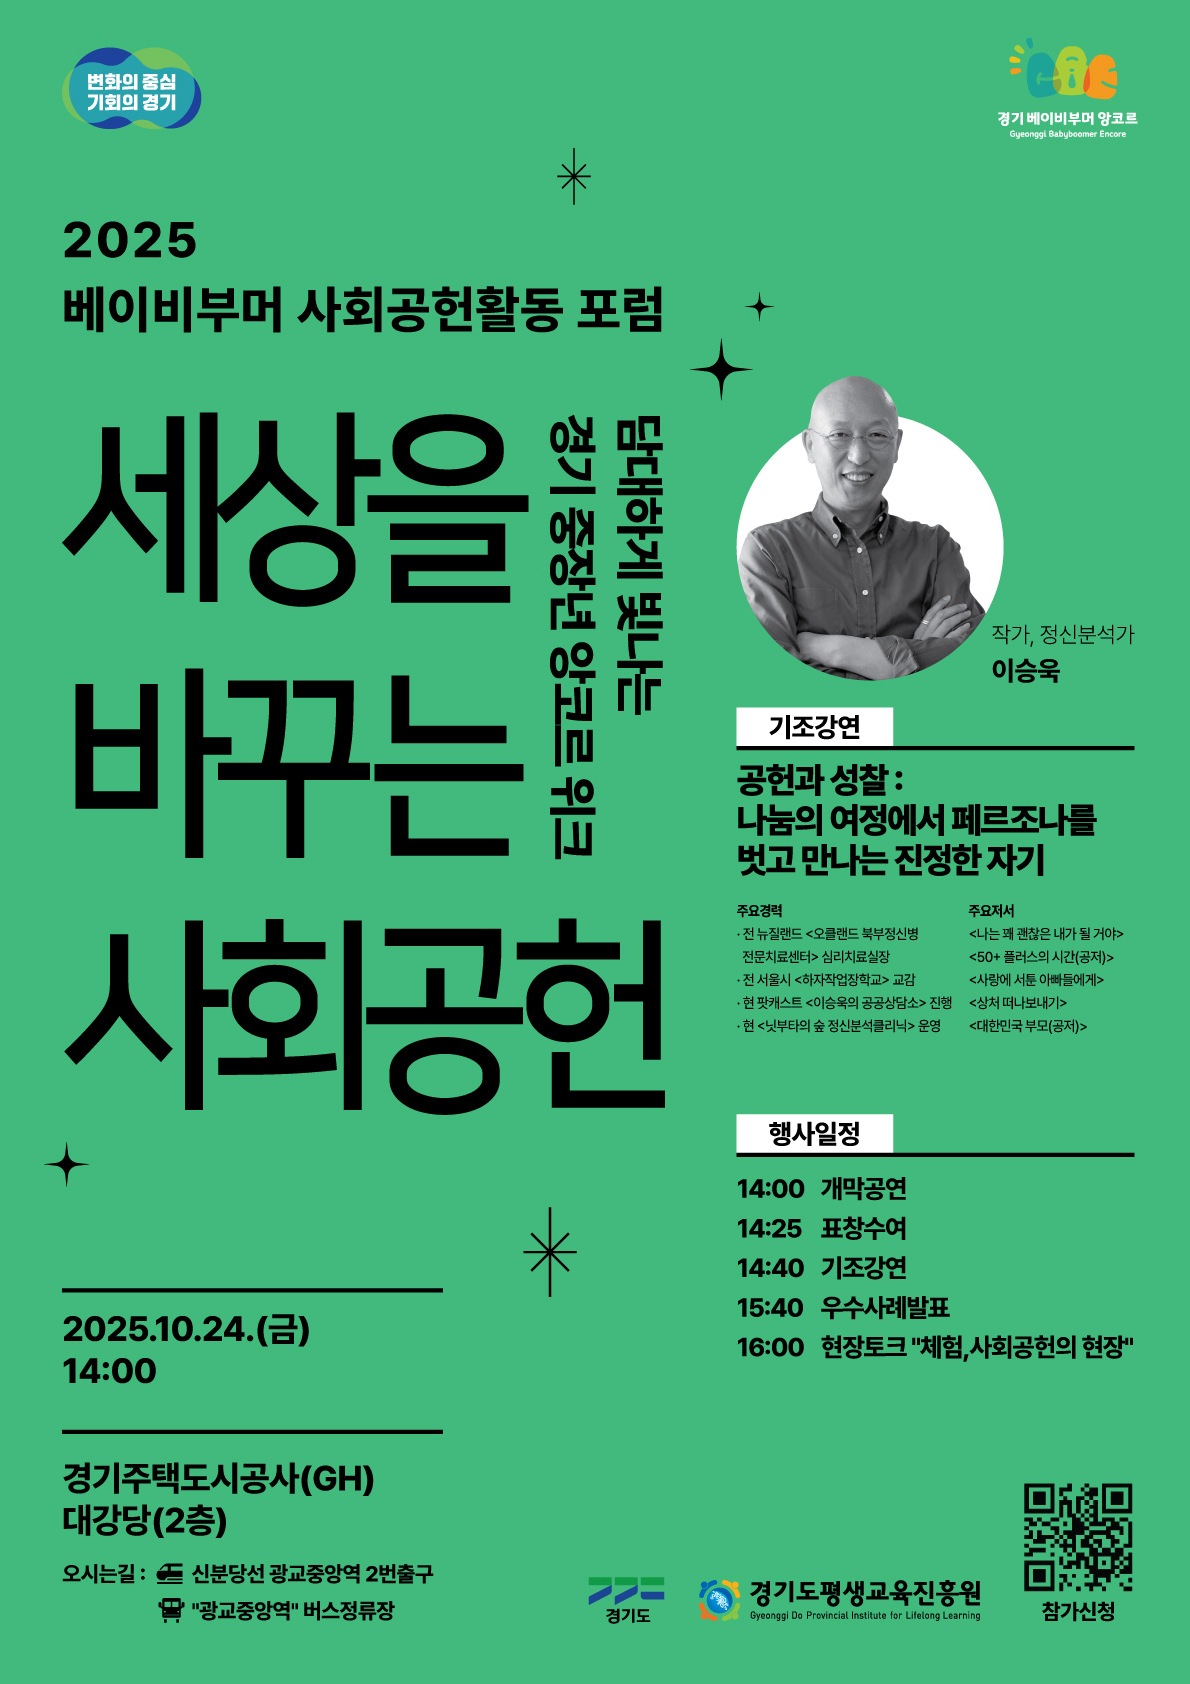 변화의 중심
기회의 경기
경기 베이비부머 앙코르
Gyeonggi Babyboomer Encore
2025
베이비부머 사회공헌활동 포럼
세상을
바꾸는
사회공헌
담대하게 빛나는
경기 중장년 앙코르 워크
작가, 정신분석가
이승욱
기조강연
공헌과 성찰 :
나눔의 여정에서 페르조나를
벗고 만나는 진정한 자기
주요경력
· 전 뉴질랜드 <오클랜드 북부정신병
전문치료센터> 심리치료실장
· 전 서울시 <하자작업장학교> 교감
· 현 팟캐스트 <이승욱의 공공상담소> 진행
· 현 <닛부타의 숲 정신분석클리닉> 운영
주요저서
<나는 꽤 괜찮은 내가 될 거야>
<50+ 플러스의 시간(공저)>
<사랑에 서툰 아빠들에게>
<상처 떠나보내기>
<대한민국 부모(공저)>
행사일정
14:00 개막공연
14:25 표창수여
14:40 기조강연
15:40 우수사례발표
16:00 현장토크 "체험,사회공헌의 현장"
2025.10.24.(금)
14:00
경기주택도시공사(GH)
대강당(2층)
오시는길 : 신분당선 광교중앙역 2번출구
"광교중앙역" 버스정류장
경기도
경기도평생교육진흥원
Gyeonggi Do Provincial Institute for Lifelong Learning
참가신청